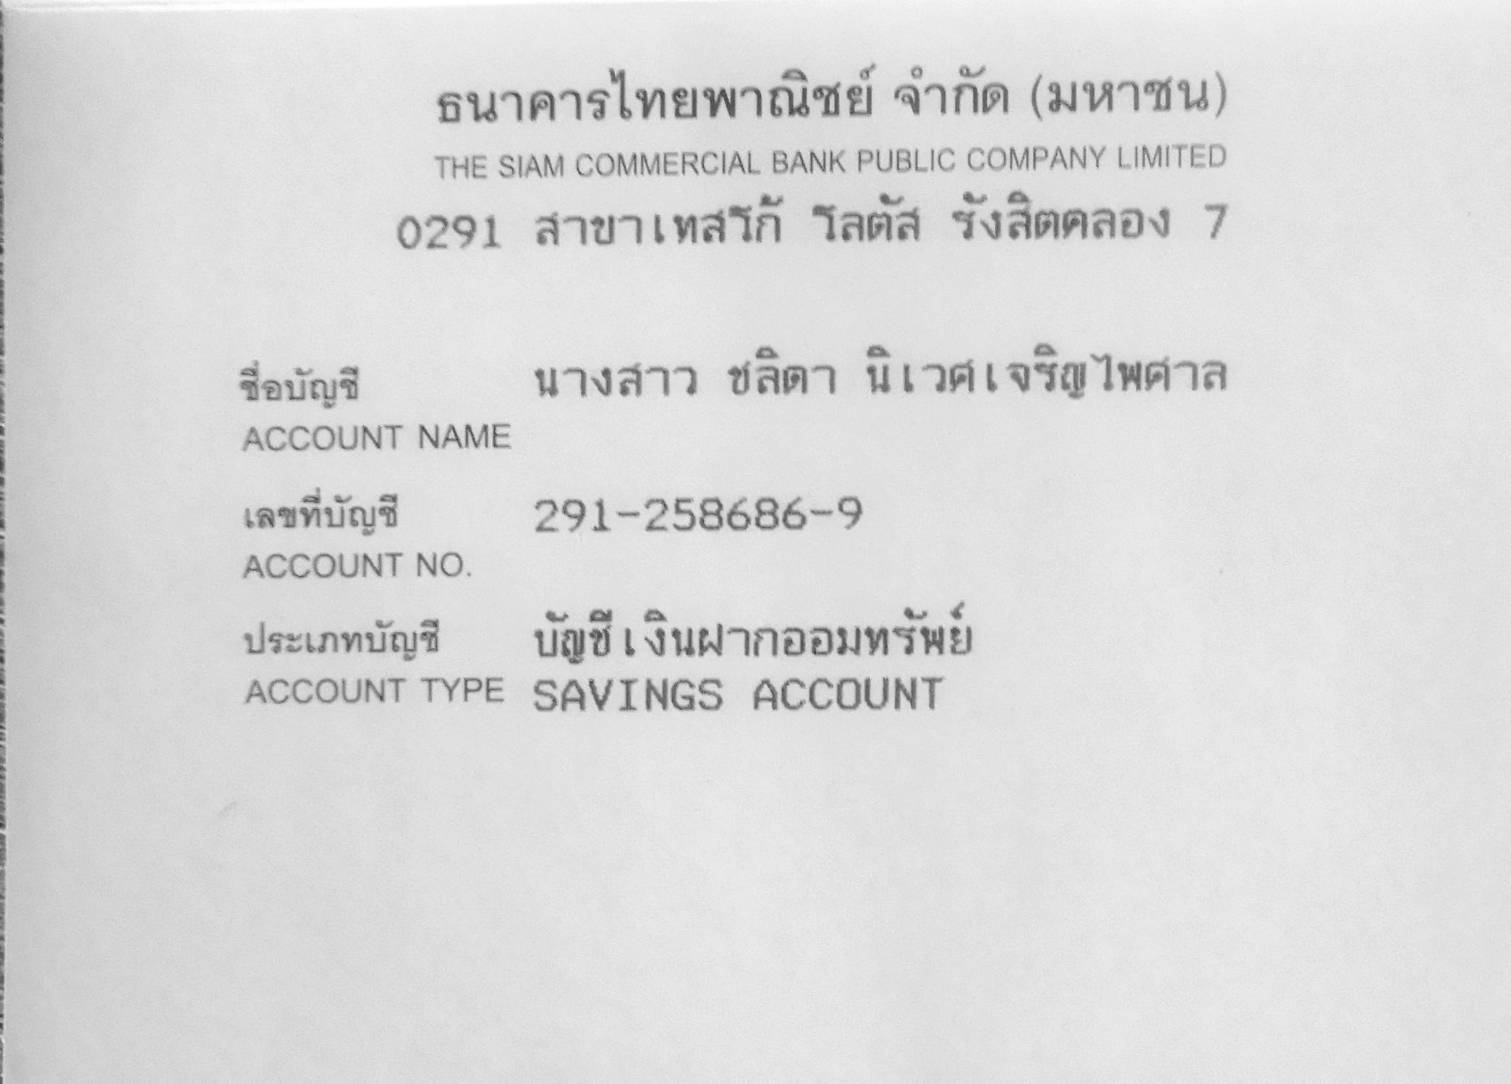 ธนาคารไทยพาณิชย์ จำกัด (มหาชน)
THE SIAM COMMERCIAL BANK PUBLIC COMPANY LIMITED
0291 สาขาเทสโก้ โลตัส รังสิตคลอง 7
ชื่อบัญชี นางสาว ชลิดา นิเวศเจริญไพศาล
ACCOUNT NAME
เลขที่บัญชี 291-258686-9
ACCOUNT NO.
ประเภทบัญชี บัญชีเงินฝากออมทรัพย์
ACCOUNT TYPE SAVINGS ACCOUNT